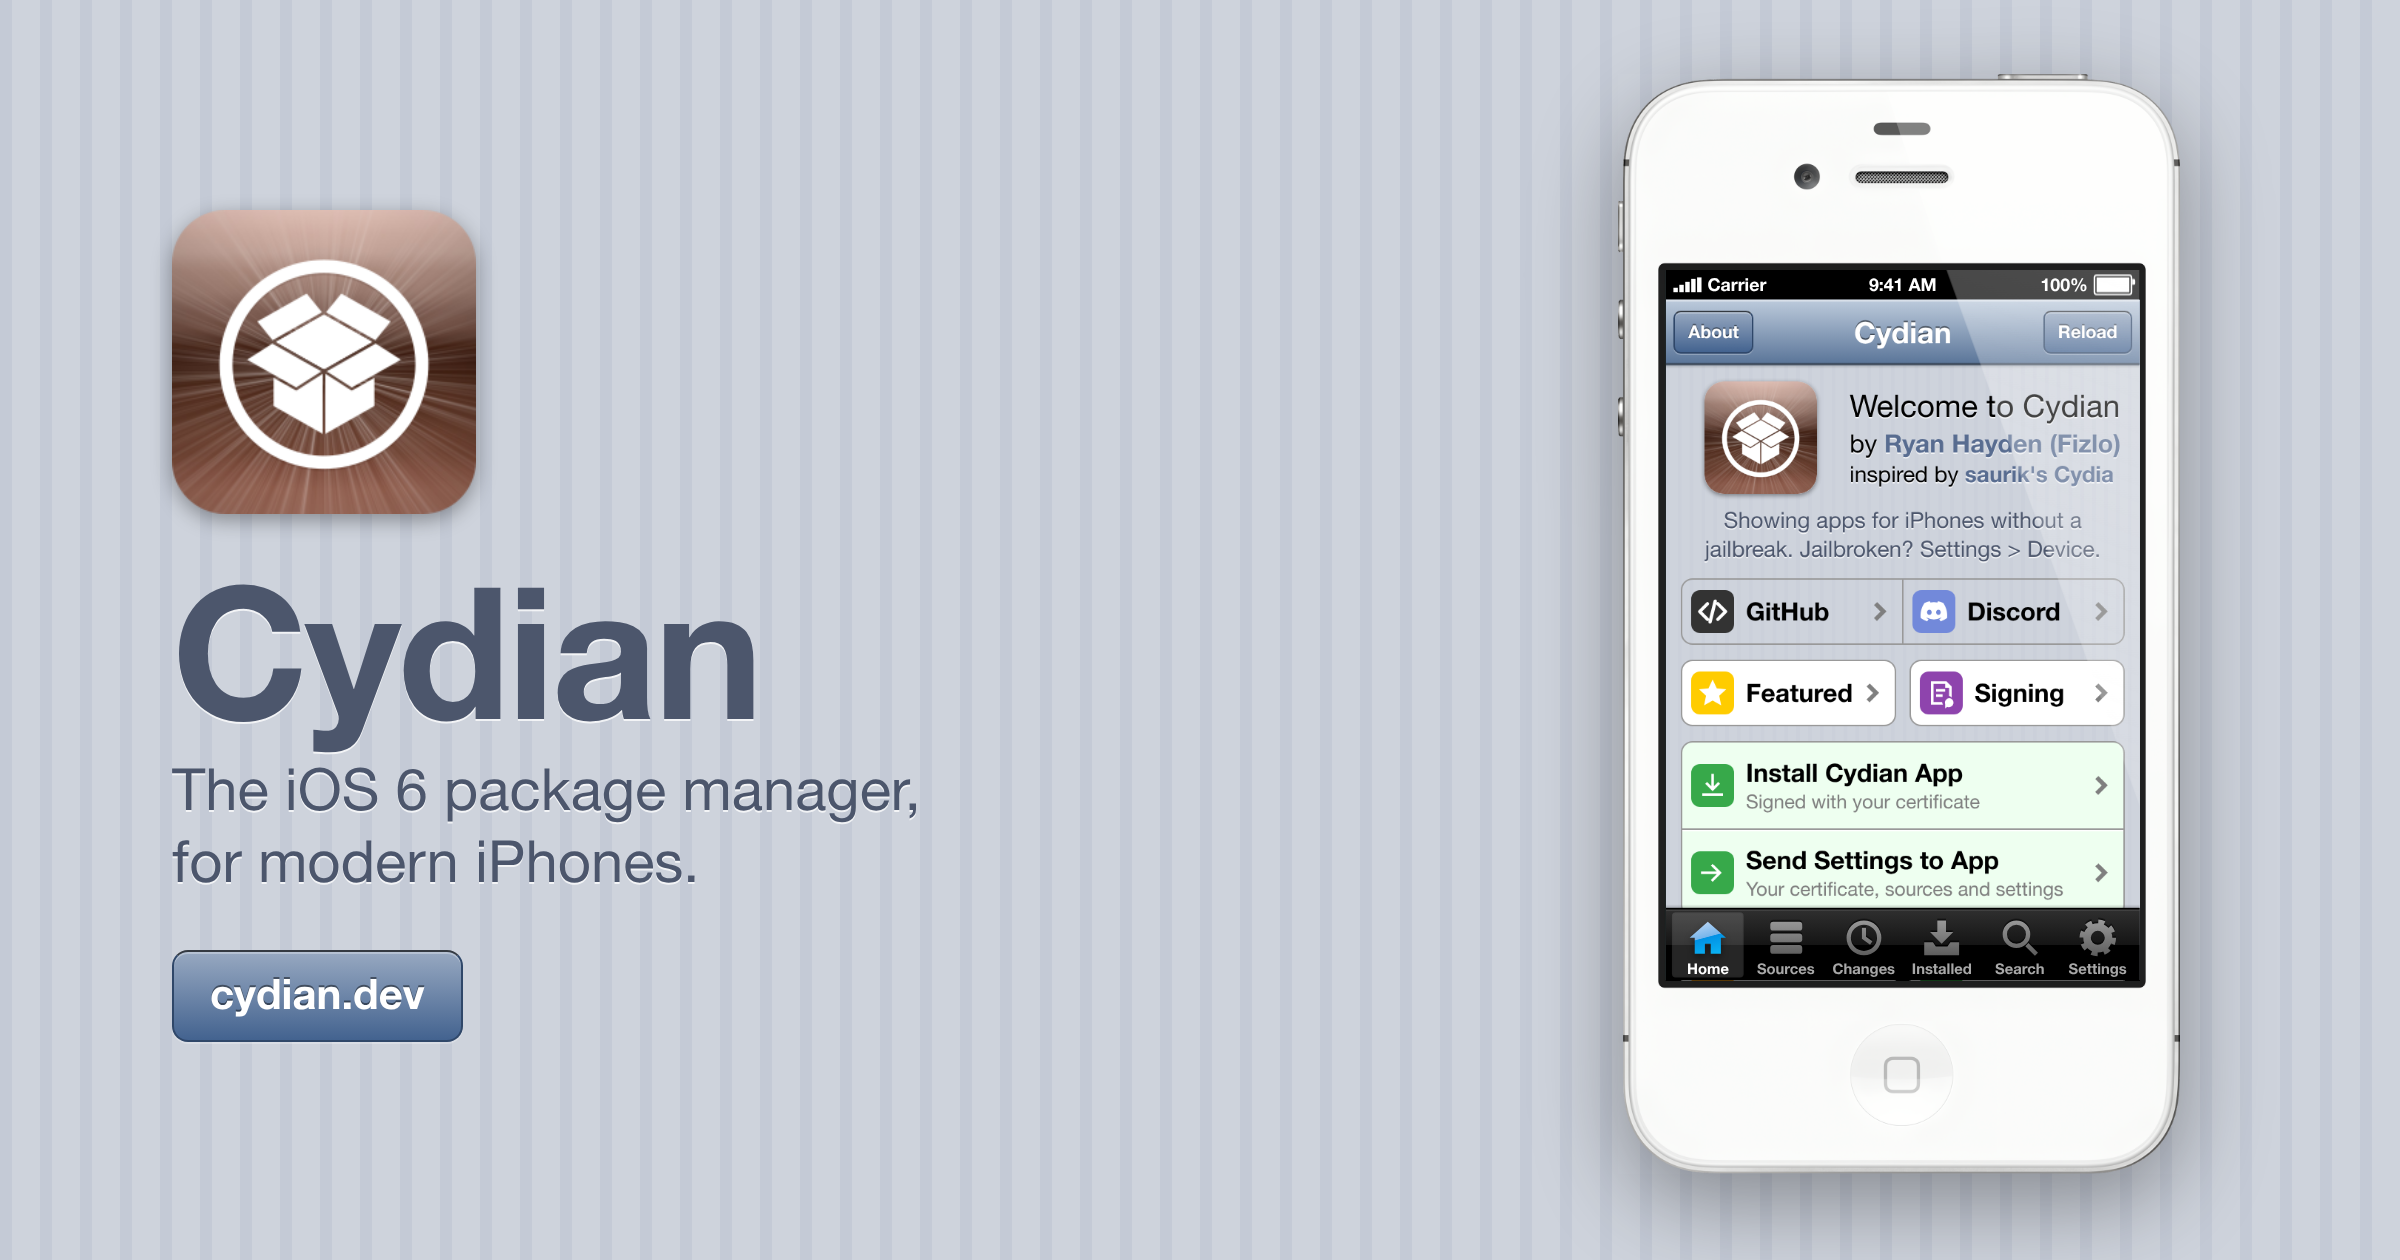 Cydian
The iOS 6 package manager,
for modern iPhones.
cydian.dev
Carrier 9:41 AM 100%
About Cydian Reload
Welcome to Cydian
by Ryan Hayden (Fizlo)
inspired by saurik's Cydia
Showing apps for iPhones without a
jailbreak. Jailbroken? Settings > Device.
GitHub Discord
Featured Signing
Install Cydian App
Signed with your certificate
Send Settings to App
Your certificate, sources and settings
Home Sources Changes Installed Search Settings